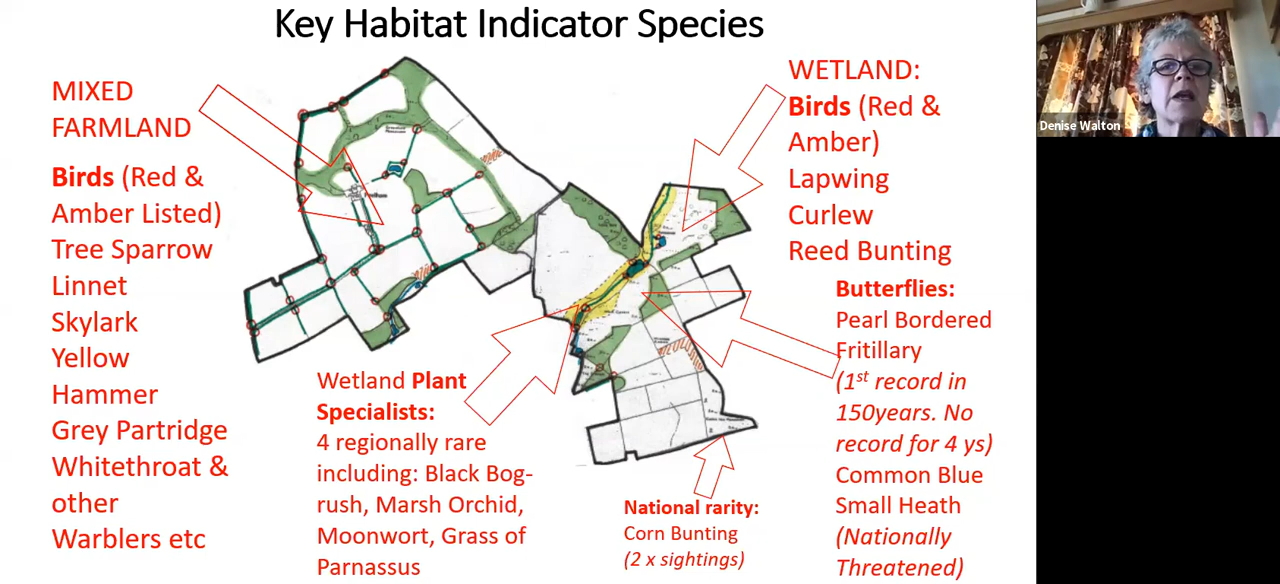 Key Habitat Indicator Species
MIXED
FARMLAND
Birds (Red &
Amber Listed)
Tree Sparrow
Linnet
Skylark
Yellow
Hammer
Grey Partridge
Whitethroat &
other
Warblers etc
Wetland Plant
Specialists:
4 regionally rare
including: Black Bog-
rush, Marsh Orchid,
Moonwort, Grass of
Parnassus
National rarity:
Corn Bunting
(2 x sightings)
WETLAND:
Birds (Red &
Amber)
Lapwing
Curlew
Reed Bunting
Butterflies:
Pearl Bordered
Fritillary
(1st record in
150years. No
record for 4 ys)
Common Blue
Small Heath
(Nationally
Threatened)
Denise Walton